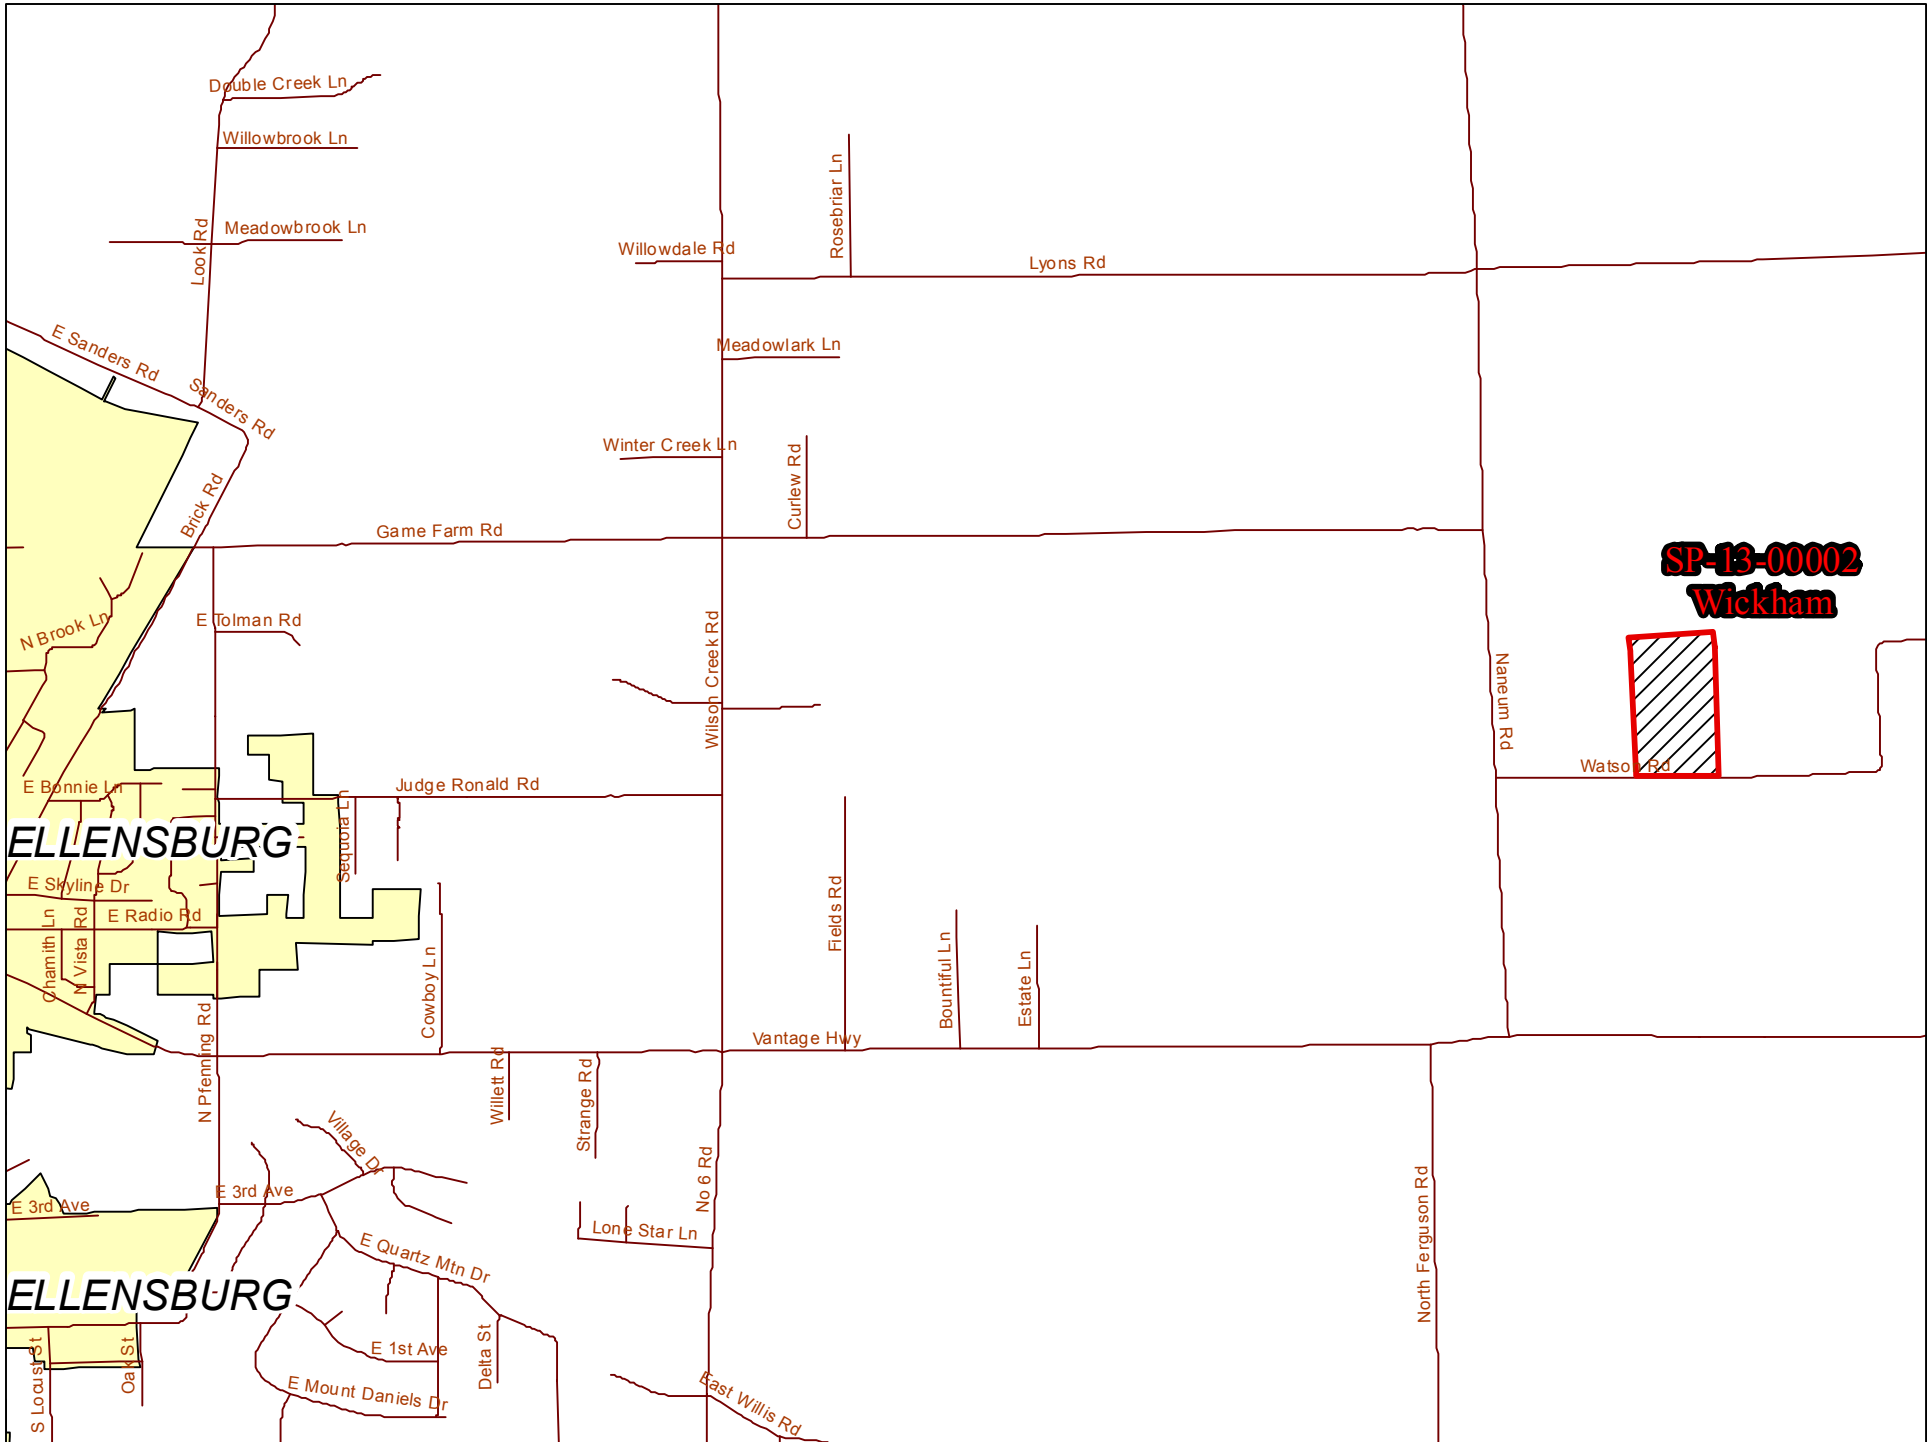 Double Creek Ln
Willowbrook Ln
Rosebriar Ln
Look Rd
Meadowbrook Ln
Willowdale Rd
Lyons Rd
E Sanders Rd
Sanders Rd
Meadowlark Ln
Winter Creek Ln
Curlew Rd
Brick Rd
Game Farm Rd
SP-13-00002
Wickham
N Brook Ln
E Tolman Rd
Wilson Creek Rd
Naneum Rd
Watson Rd
E Bonnie Ln
Judge Ronald Rd
Sequoia Ln
ELLENSBURG
E Skyline Dr
E Radio Rd
Chamith Ln
N Vista Rd
Cowboy Ln
Fields Rd
Bountiful Ln
Estate Ln
N Pfenning Rd
Vantage Hwy
Willett Rd
Strange Rd
Village Dr
No 6 Rd
North Ferguson Rd
E 3rd Ave
E 3rd Ave
Lone Star Ln
E Quartz Mtn Dr
ELLENSBURG
S Locust St
Oak St
E 1st Ave
Delta St
E Mount Daniels Dr
East Willis Rd